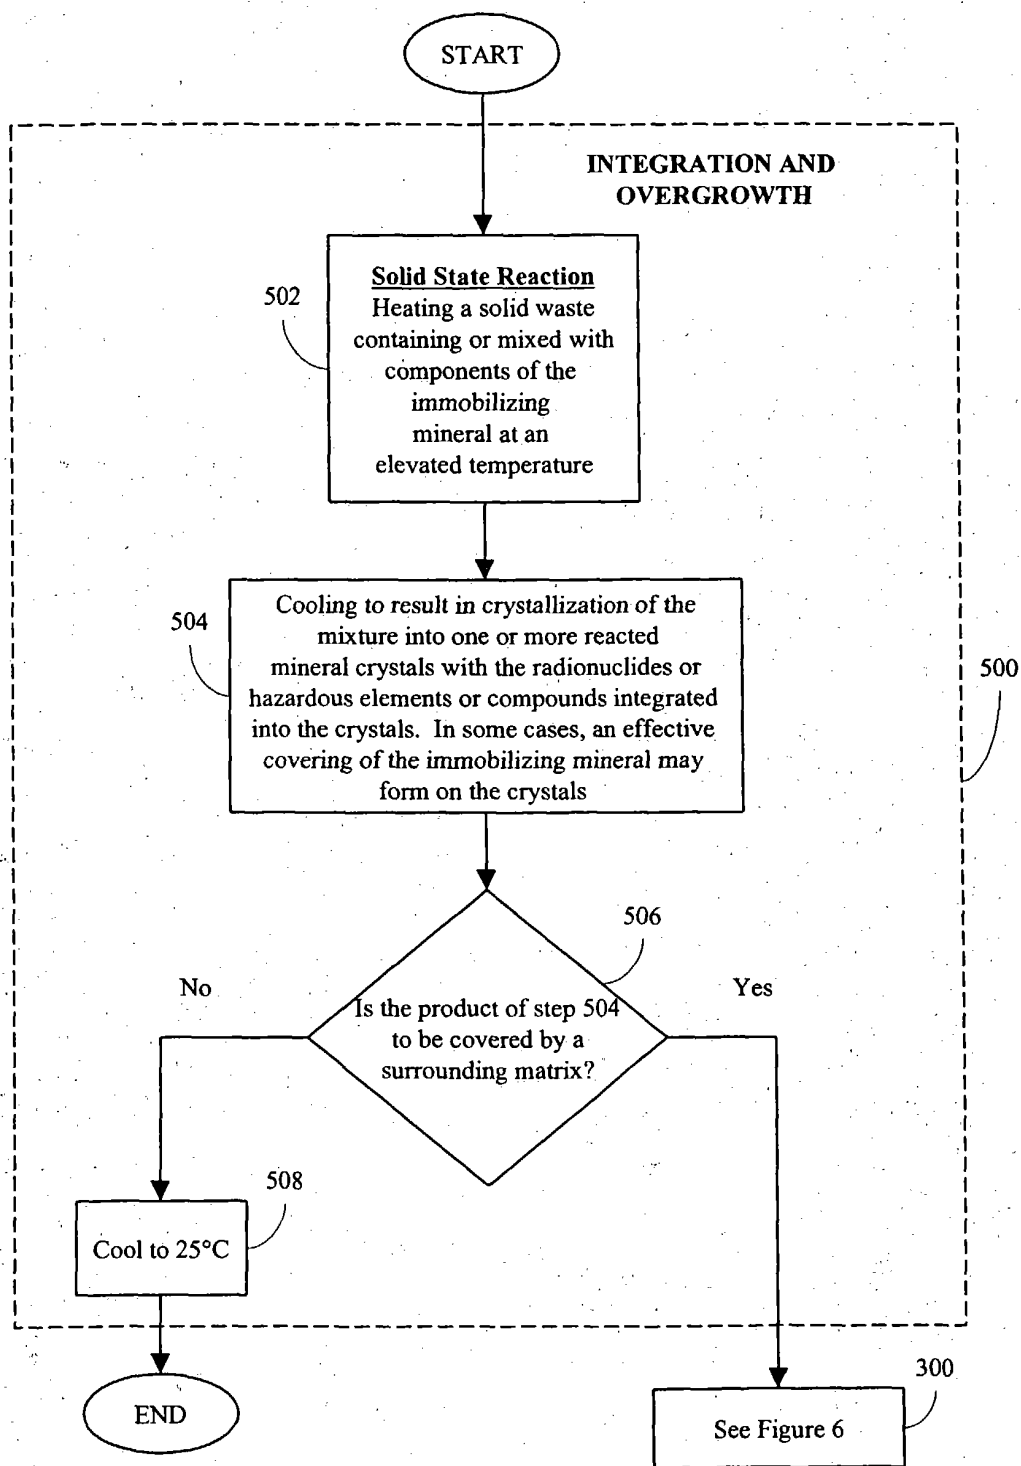 START
INTEGRATION AND
OVERGROWTH
502
Solid State Reaction
Heating a solid waste
containing or mixed with
components of the
immobilizing
mineral at an
elevated temperature
504
Cooling to result in crystallization of the
mixture into one or more reacted
mineral crystals with the radionuclides or
hazardous elements or compounds integrated
into the crystals. In some cases, an effective
covering of the immobilizing mineral may
form on the crystals
500
506
No
Yes
Is the product of step 504
to be covered by a
surrounding matrix?
508
Cool to 25°C
END
300
See Figure 6